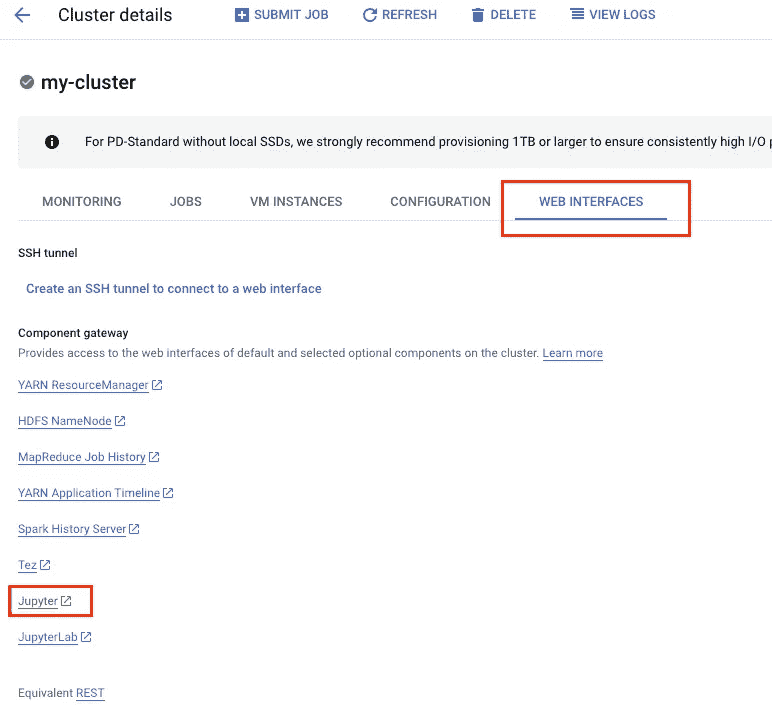 Cluster details SUBMIT JOB REFRESH DELETE VIEW LOGS
my-cluster
For PD-Standard without local SSDs, we strongly recommend provisioning 1TB or larger to ensure consistently high I/O p
MONITORING JOBS VM INSTANCES CONFIGURATION WEB INTERFACES
SSH tunnel
Create an SSH tunnel to connect to a web interface
Component gateway
Provides access to the web interfaces of default and selected optional components on the cluster. Learn more
YARN ResourceManager
HDFS NameNode
MapReduce Job History
YARN Application Timeline
Spark History Server
Tez
Jupyter
JupyterLab
Equivalent REST